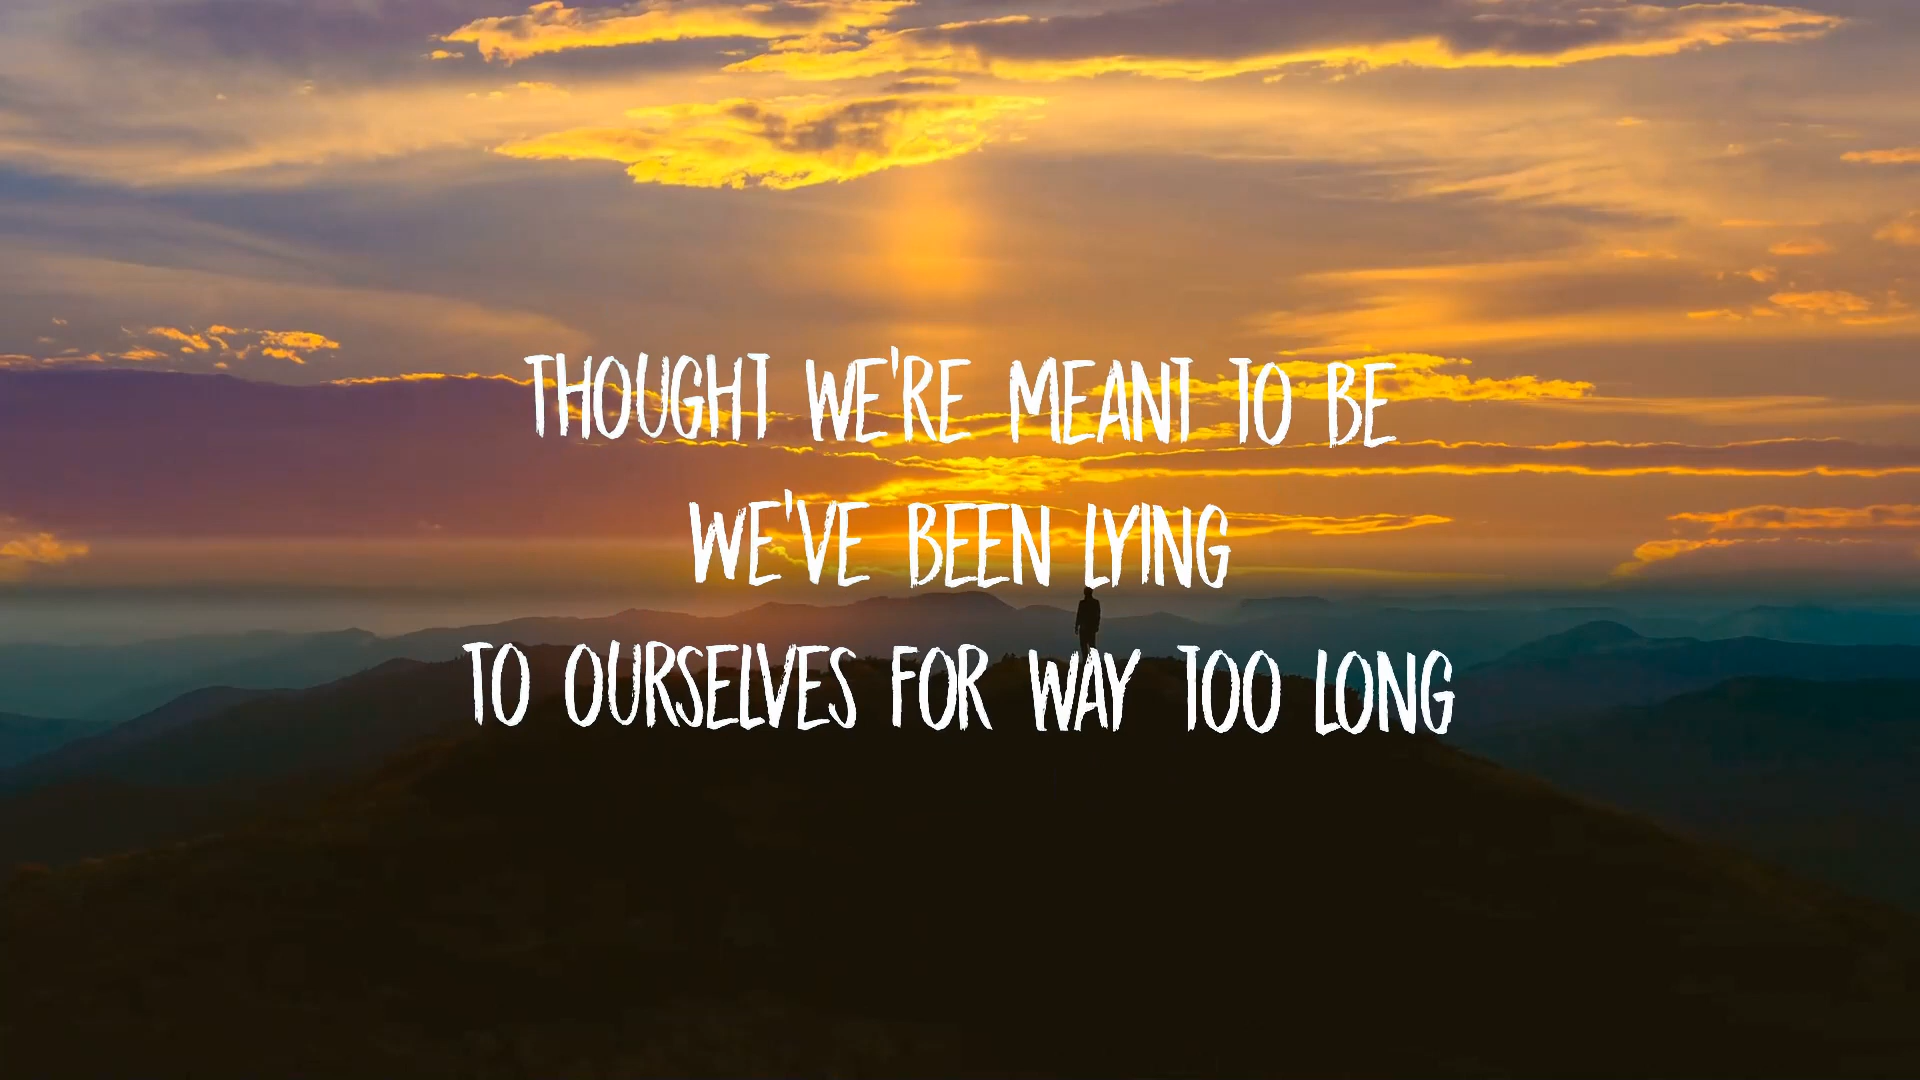 THOUGHT WE'RE MEANT TO BE
WE'VE BEEN LYING
TO OURSELVES FOR WAY TOO LONG